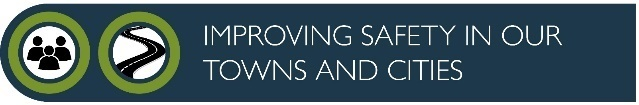 IMPROVING SAFETY IN OUR
TOWNS AND CITIES